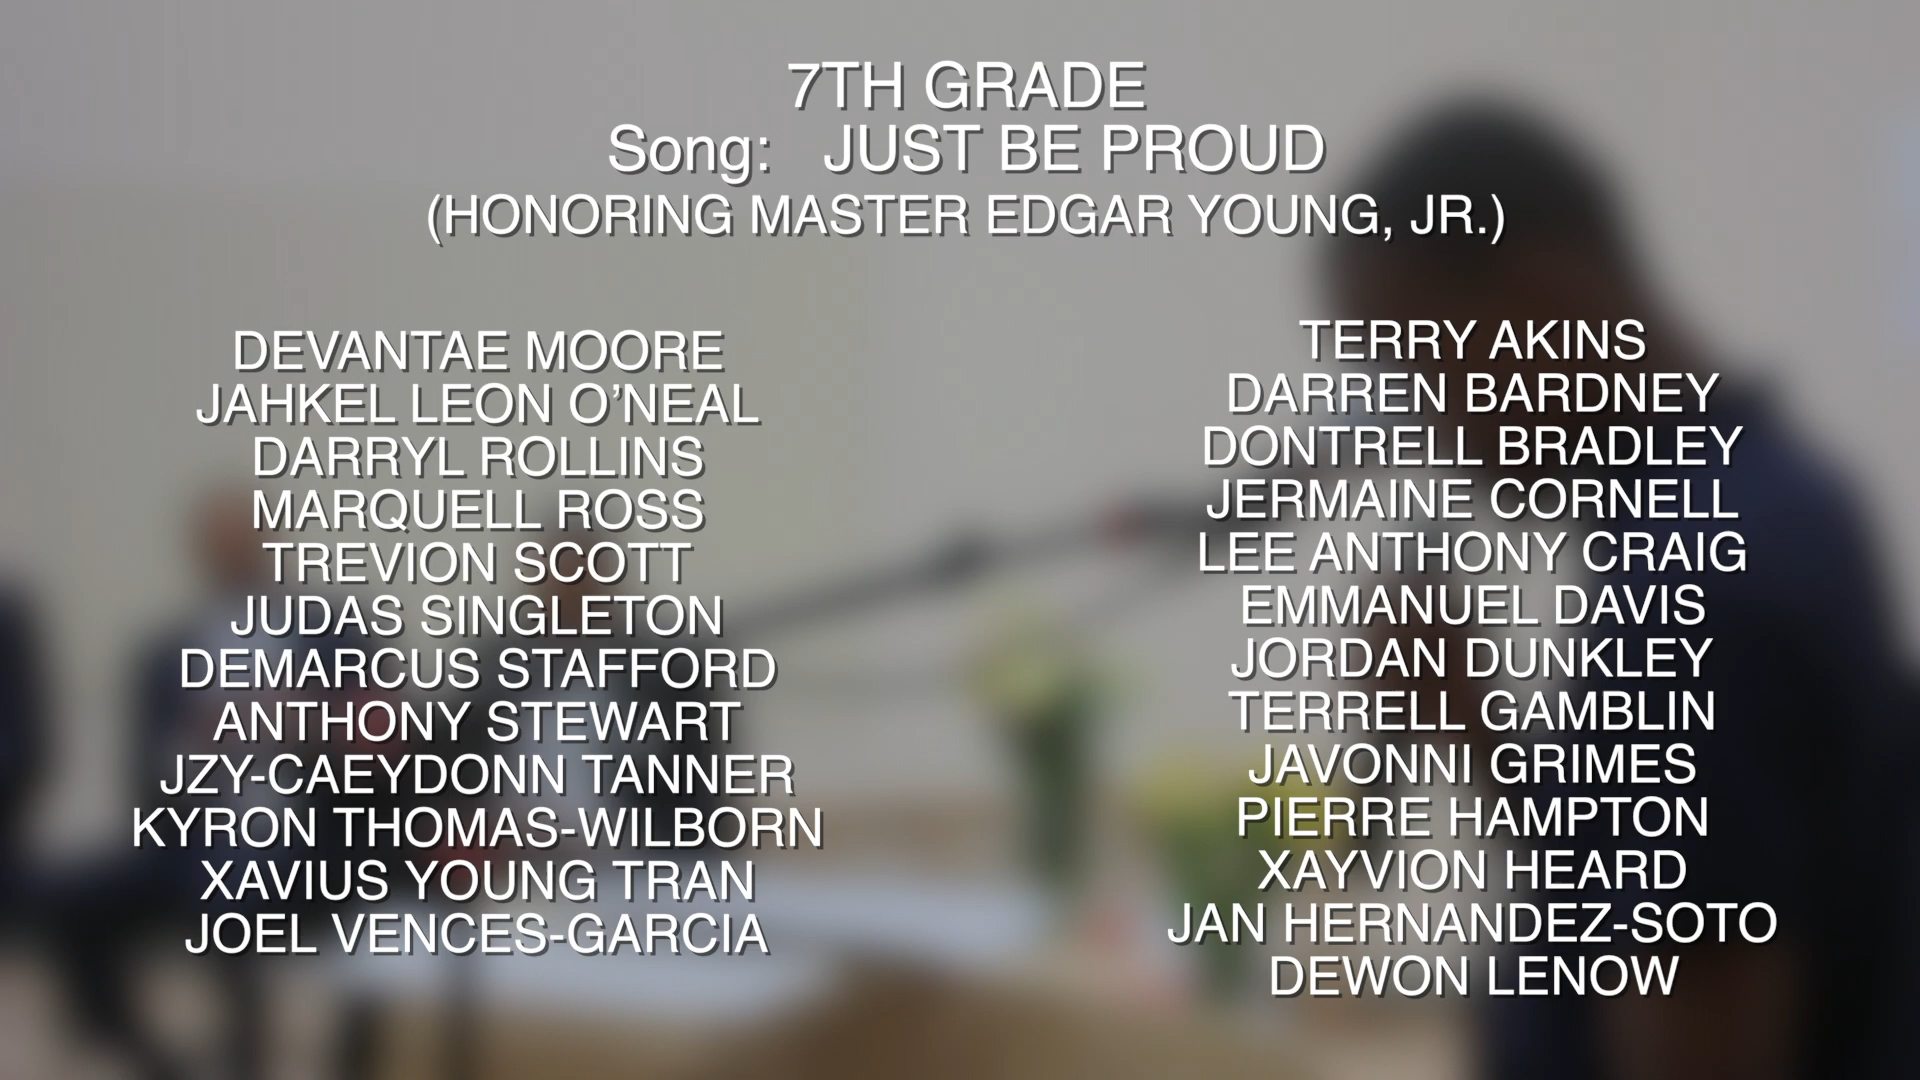 7TH GRADE
Song: JUST BE PROUD
(HONORING MASTER EDGAR YOUNG, JR.)
DEVANTAE MOORE
JAHKEL LEON O’NEAL
DARRYL ROLLINS
MARQUELL ROSS
TREVION SCOTT
JUDAS SINGLETON
DEMARCUS STAFFORD
ANTHONY STEWART
JZY-CAEYDONN TANNER
KYRON THOMAS-WILBORN
XAVIUS YOUNG TRAN
JOEL VENCES-GARCIA
TERRY AKINS
DARREN BARDNEY
DONTRELL BRADLEY
JERMAINE CORNELL
LEE ANTHONY CRAIG
EMMANUEL DAVIS
JORDAN DUNKLEY
TERRELL GAMBLIN
JAVONNI GRIMES
PIERRE HAMPTON
XAYVION HEARD
JAN HERNANDEZ-SOTO
DEWON LENOW